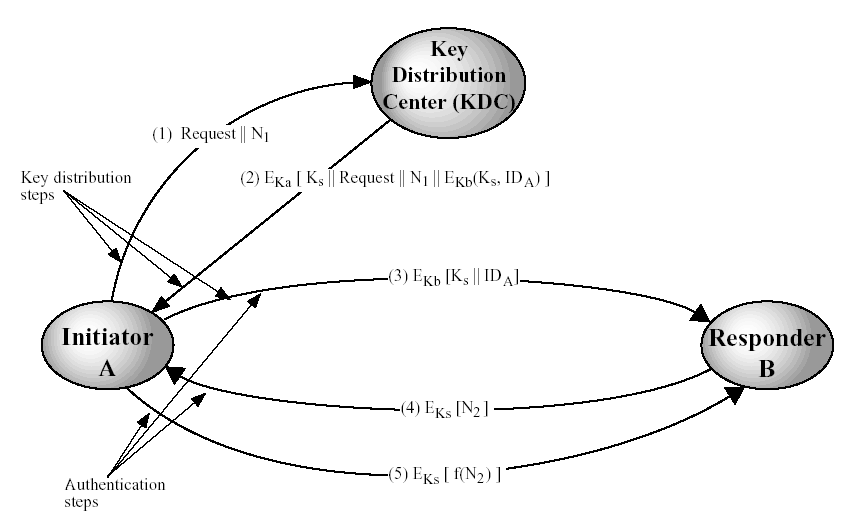 Key
Distribution
Center (KDC)
(1) Request || N1
(2) EKa [ Ks || Request || N1 || EKb(Ks, IDA) ]
Key distribution
steps
(3) EKb [Ks || IDA]
Initiator
A
Responder
B
(4) EKs [N2 ]
(5) EKs [ f(N2) ]
Authentication
steps